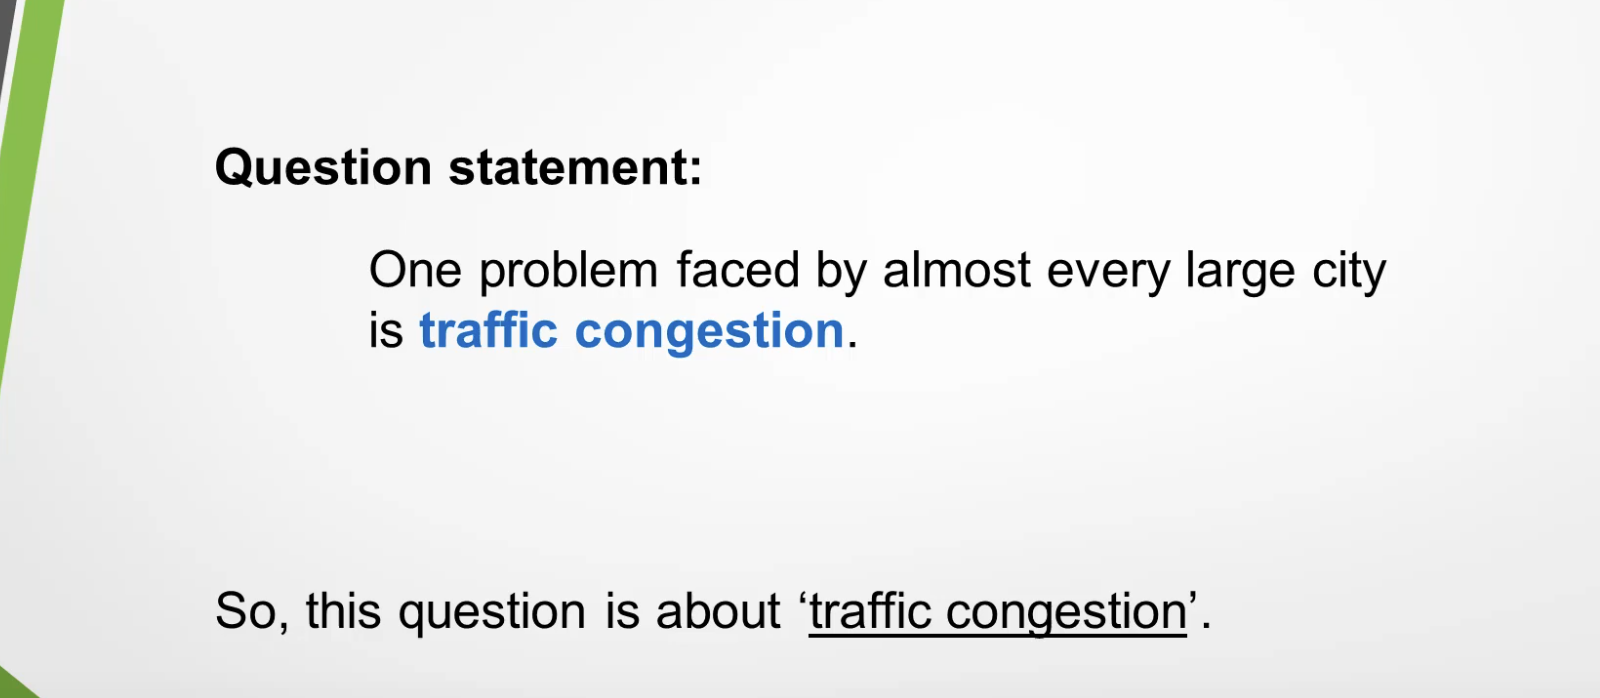 Question statement:
One problem faced by almost every large city
is traffic congestion.
So, this question is about ‘traffic congestion’.